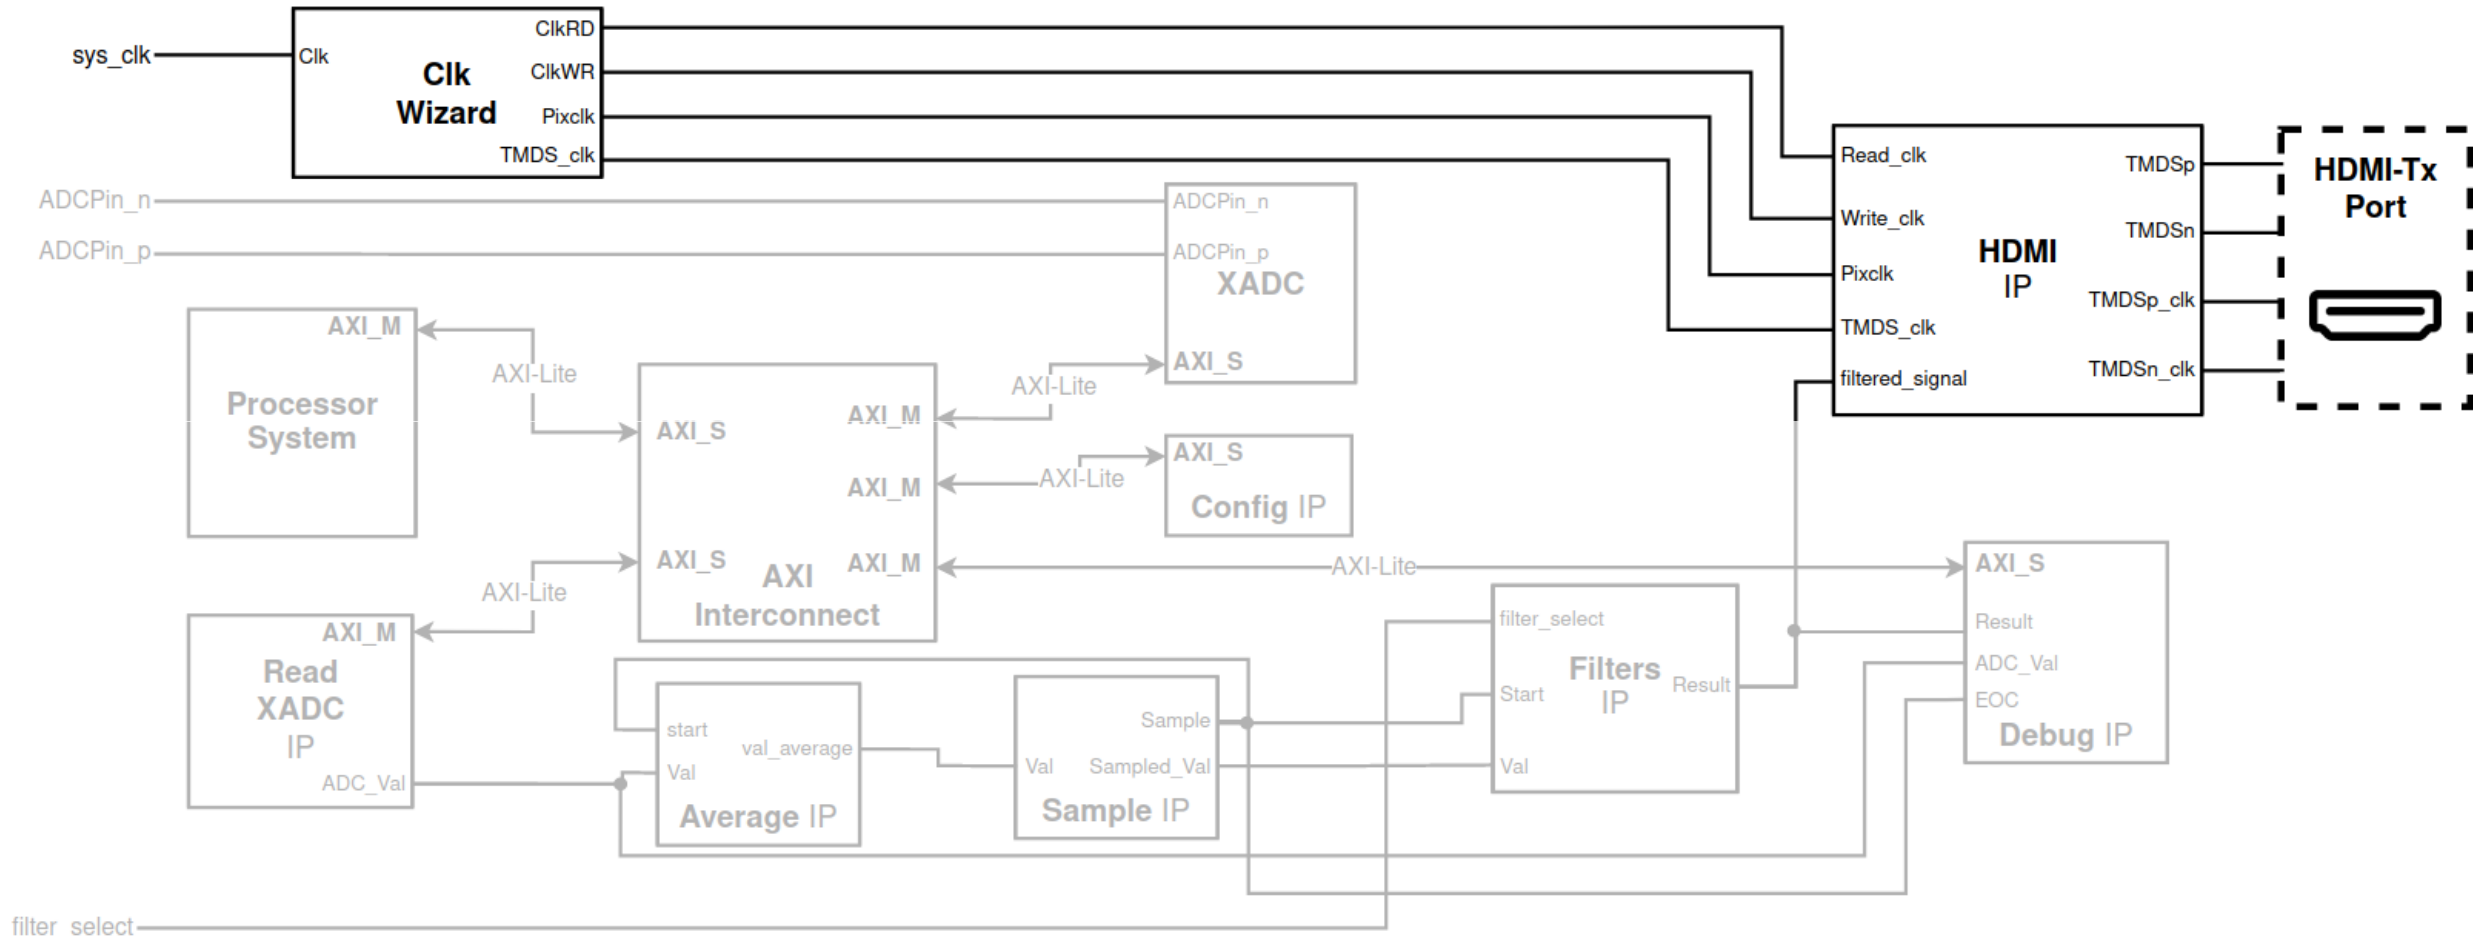 sys_clk
Clk
Clk
Wizard
ClkRD
ClkWR
Pixclk
TMDS_clk
ADCPin_n
ADCPin_p
ADCPin_n
ADCPin_p
XADC
AXI_S
Read_clk
Write_clk
Pixclk
TMDS_clk
filtered_signal
HDMI
IP
TMDSp
TMDSn
TMDSp_clk
TMDSn_clk
HDMI-Tx
Port
AXI_M
Processor
System
AXI-Lite
AXI-Lite
AXI_S
AXI_S
AXI_M
AXI_M
AXI_M
AXI
Interconnect
AXI-Lite
AXI-Lite
AXI_S
Config IP
AXI-Lite
AXI_M
Read
XADC
IP
ADC_Val
start
Val
val_average
Average IP
Sample
Val
Sampled_Val
Sample IP
filter_select
Start
Val
Filters
IP
Result
AXI_S
Result
ADC_Val
EOC
Debug IP
filter_select